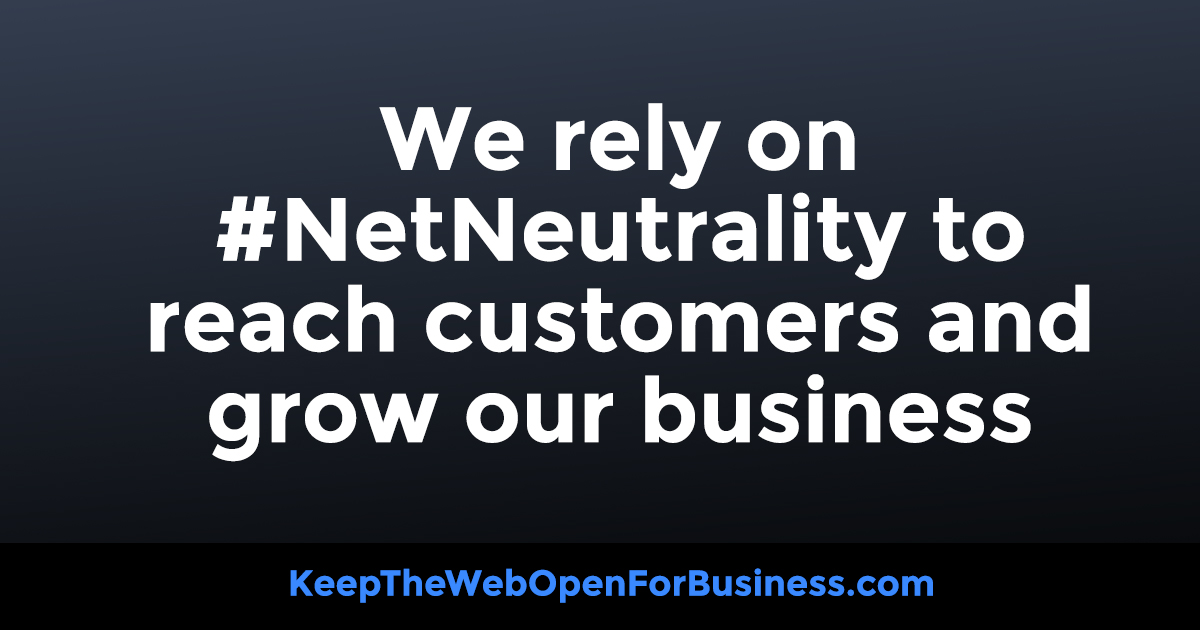 We rely on
#NetNeutrality to
reach customers and
grow our business
KeepTheWebOpenForBusiness.com